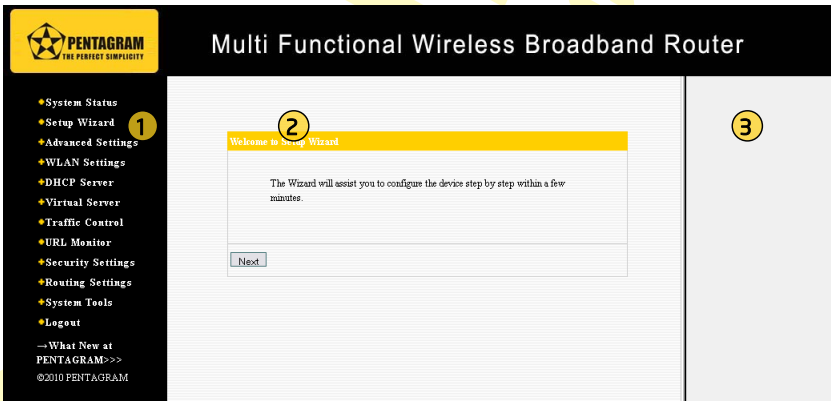 PENTAGRAM
THE PERFECT SIMPLICITY
Multi Functional Wireless Broadband Router
System Status
Setup Wizard
Advanced Settings
WLAN Settings
DHCP Server
Virtual Server
Traffic Control
URL Monitor
Security Settings
Routing Settings
System Tools
Logout
→What New at
PENTAGRAM>>>
©2010 PENTAGRAM
1
2
Welcome to Setup Wizard
The Wizard will assist you to configure the device step by step within a few
minutes.
Next
3